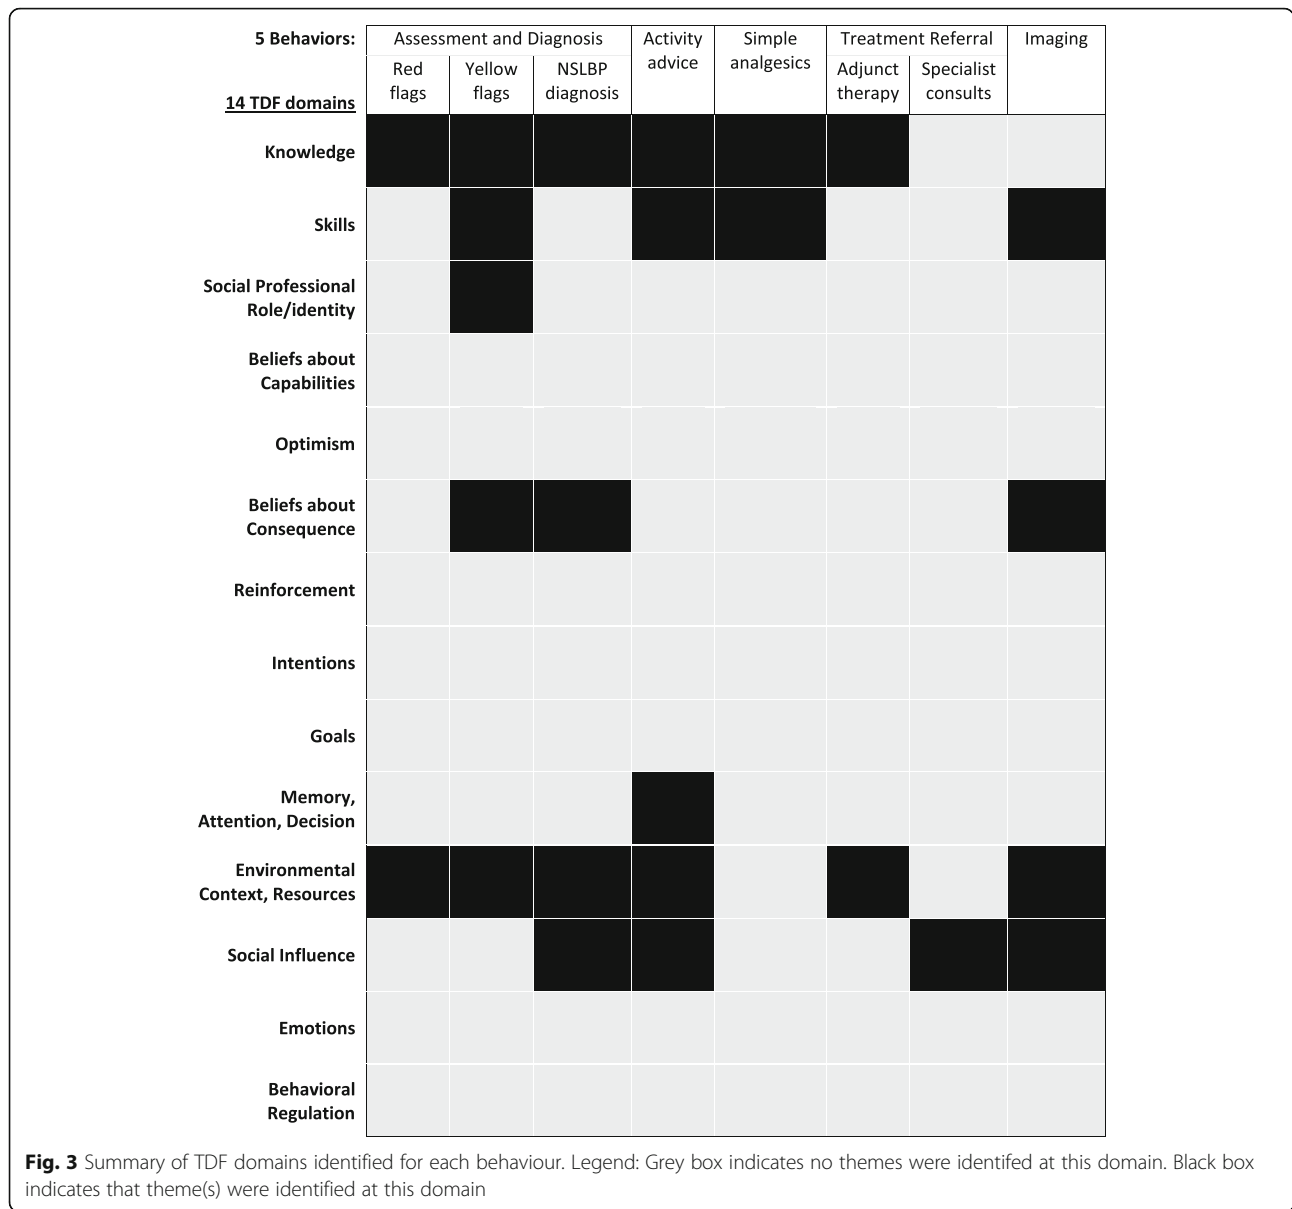 5 Behaviors:
Assessment and Diagnosis
Activity
advice
Simple
analgesics
Treatment Referral
Imaging
Red
flags
Yellow
flags
NSLBP
diagnosis
Adjunct
therapy
Specialist
consults
14 TDF domains
Knowledge
Skills
Social Professional
Role/identity
Beliefs about
Capabilities
Optimism
Beliefs about
Consequence
Reinforcement
Intentions
Goals
Memory,
Attention, Decision
Environmental
Context, Resources
Social Influence
Emotions
Behavioral
Regulation
Fig. 3 Summary of TDF domains identified for each behaviour. Legend: Grey box indicates no themes were identifed at this domain. Black box
indicates that theme(s) were identified at this domain